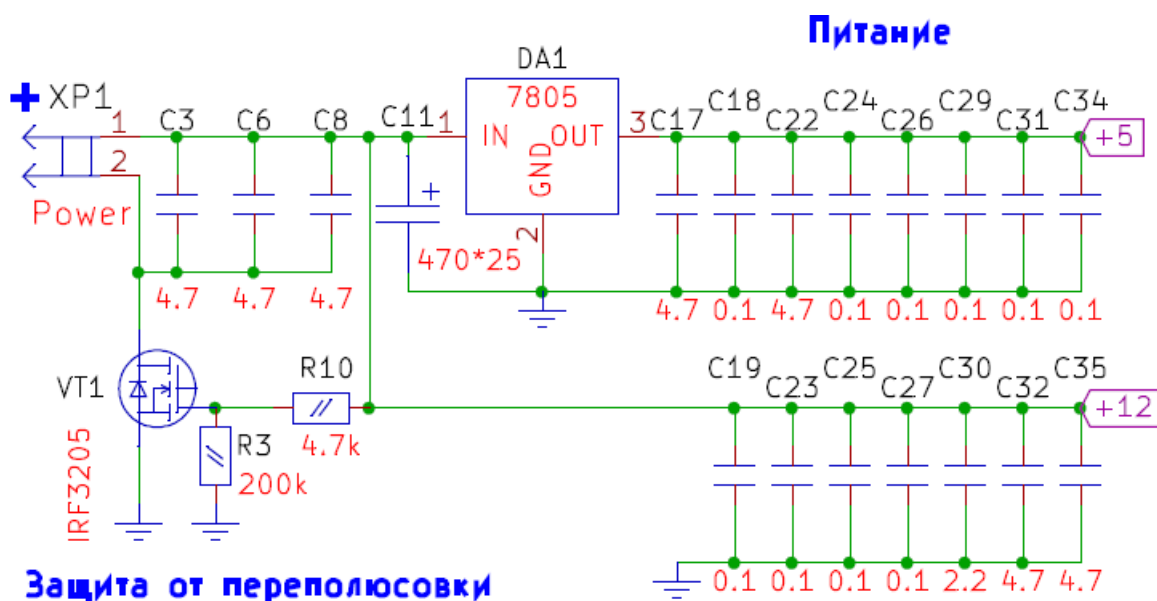 Питание
DA1
+ XP1
C3
C6
C8
C11
7805
C17
C18
C22
C24
C26
C29
C31
C34
1
1
IN
OUT
3
+5
2
GND
Power
+
2
470*25
4.7
4.7
4.7
4.7
0.1
4.7
0.1
0.1
0.1
0.1
0.1
VT1
R10
C19
C23
C25
C27
C30
C32
C35
+12
4.7k
R3
200k
IRF3205
0.1
0.1
0.1
0.1
2.2
4.7
4.7
Защита от переполюсовки